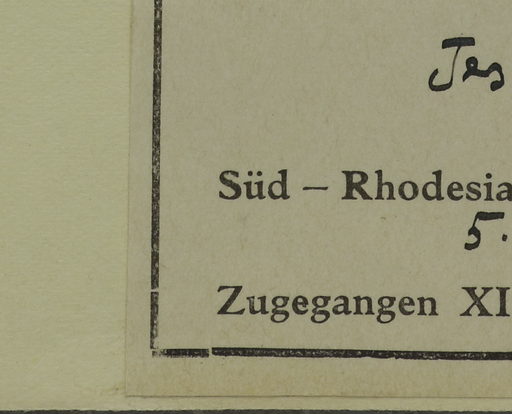 Jes
Süd – Rhodesia
5.
Zugegangen XI